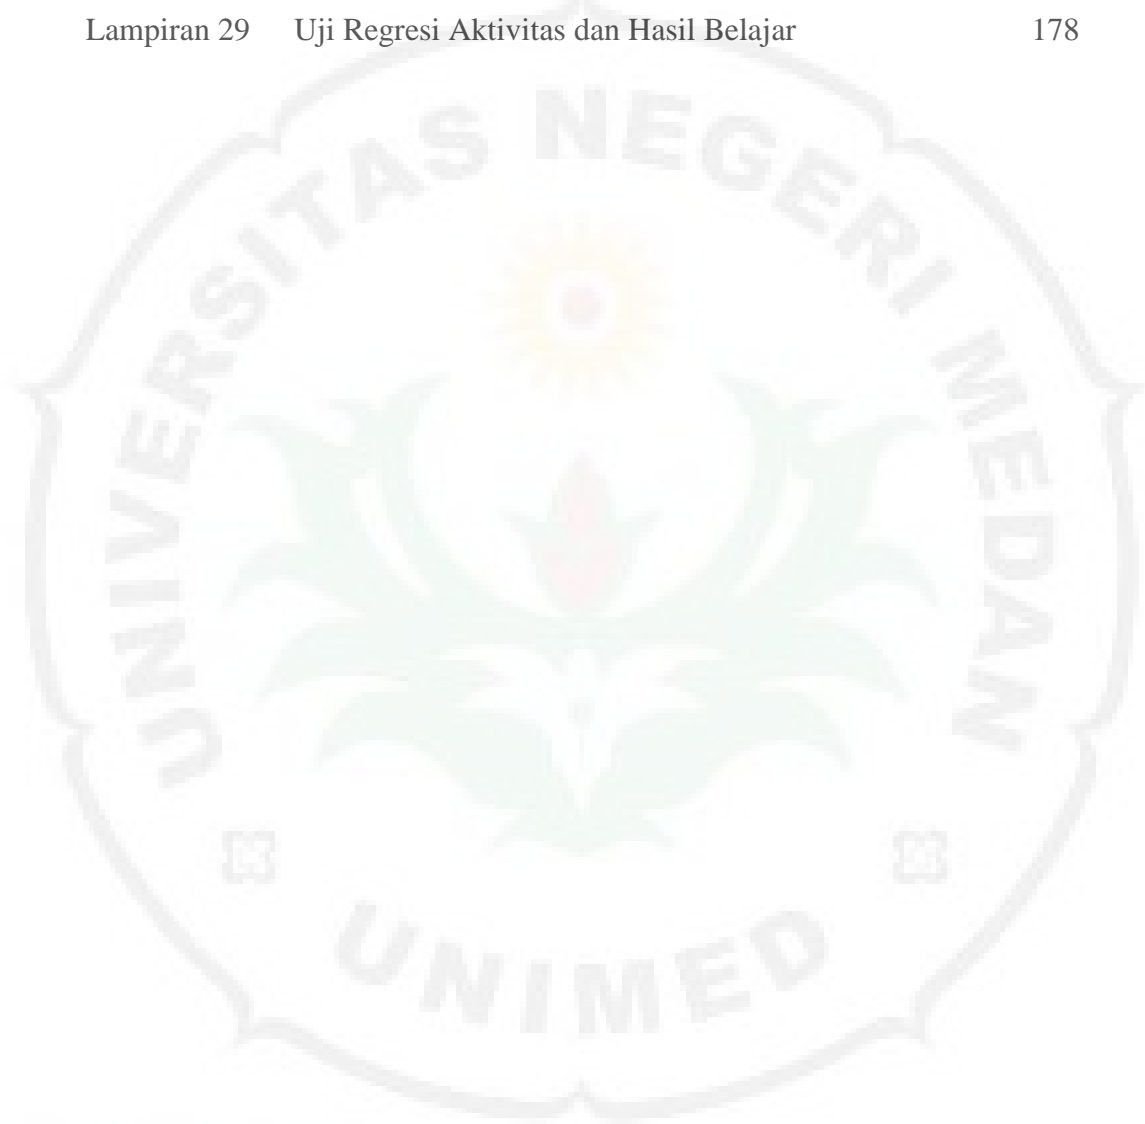 Lampiran 29 Uji Regresi Aktivitas dan Hasil Belajar 178
UNIVERSITAS NEGERI MEDAN
UNIMED